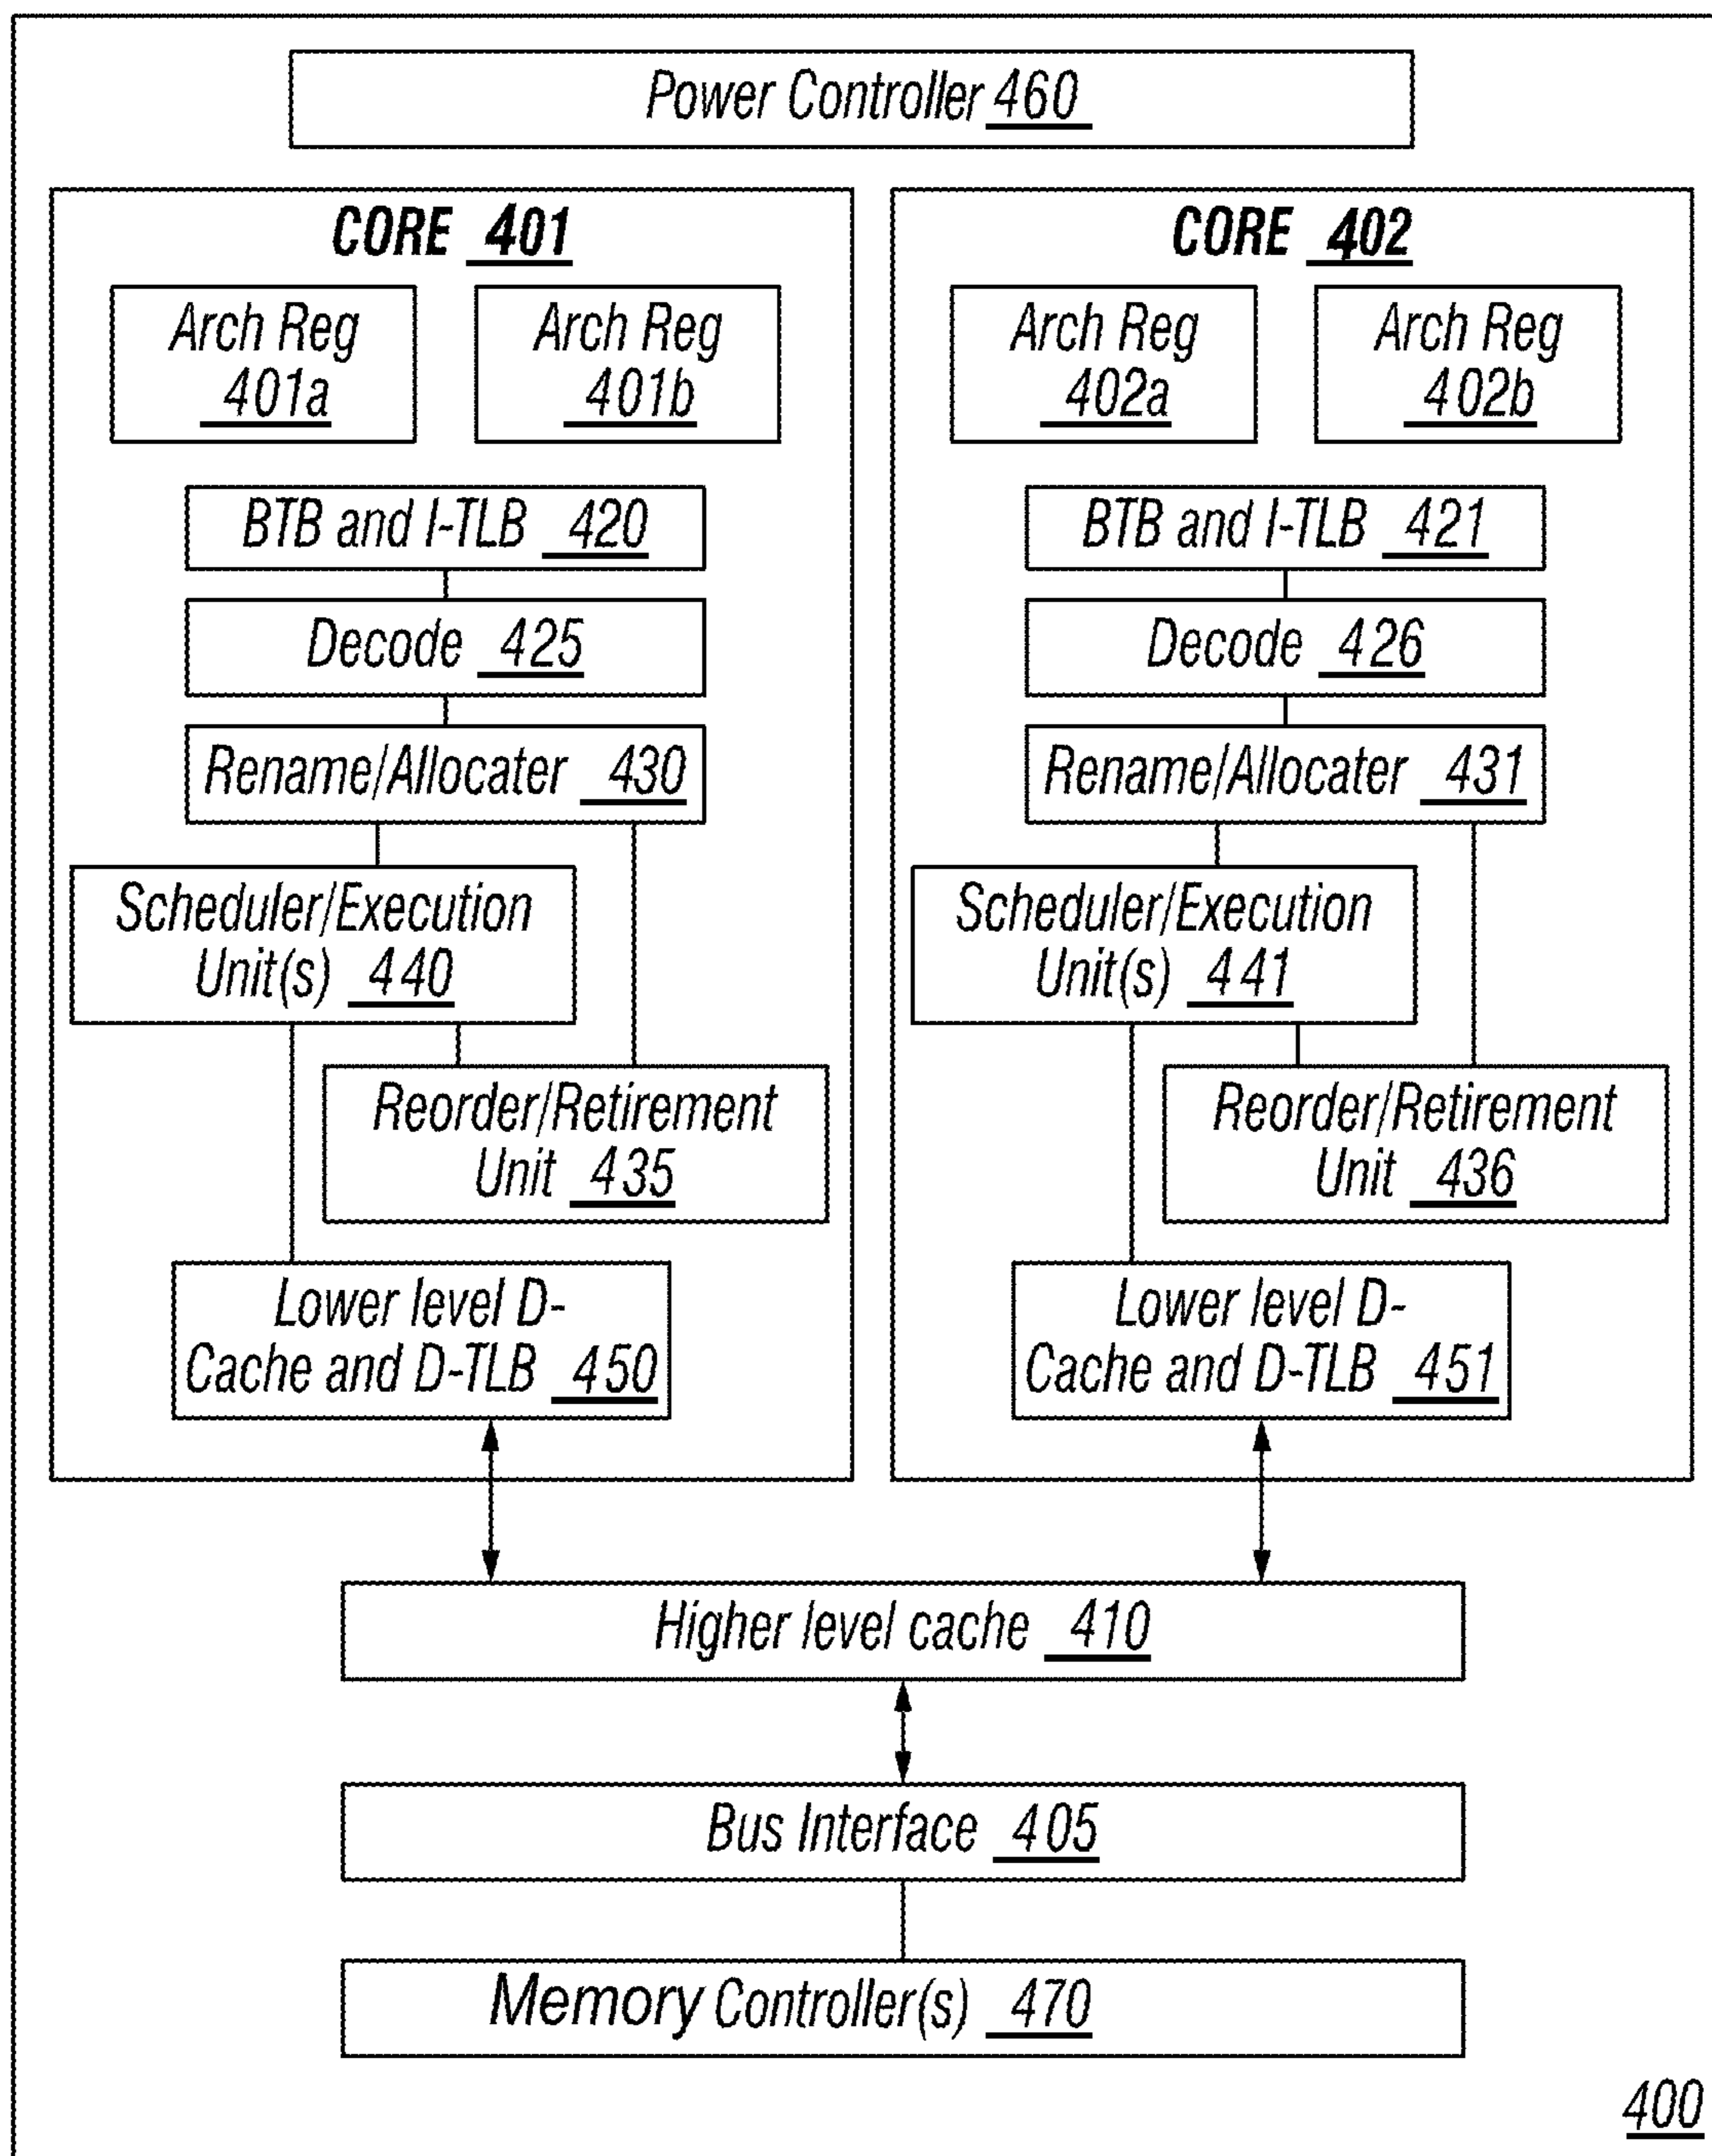 Power Controller 460
CORE 401
Arch Reg
401a
Arch Reg
401b
BTB and I-TLB 420
Decode 425
Rename/Allocater 430
Scheduler/Execution
Unit(s) 440
Reorder/Retirement
Unit 435
Lower level D-
Cache and D-TLB 450
CORE 402
Arch Reg
402a
Arch Reg
402b
BTB and I-TLB 421
Decode 426
Rename/Allocater 431
Scheduler/Execution
Unit(s) 441
Reorder/Retirement
Unit 436
Lower level D-
Cache and D-TLB 451
Higher level cache 410
Bus Interface 405
Memory Controller(s) 470
400